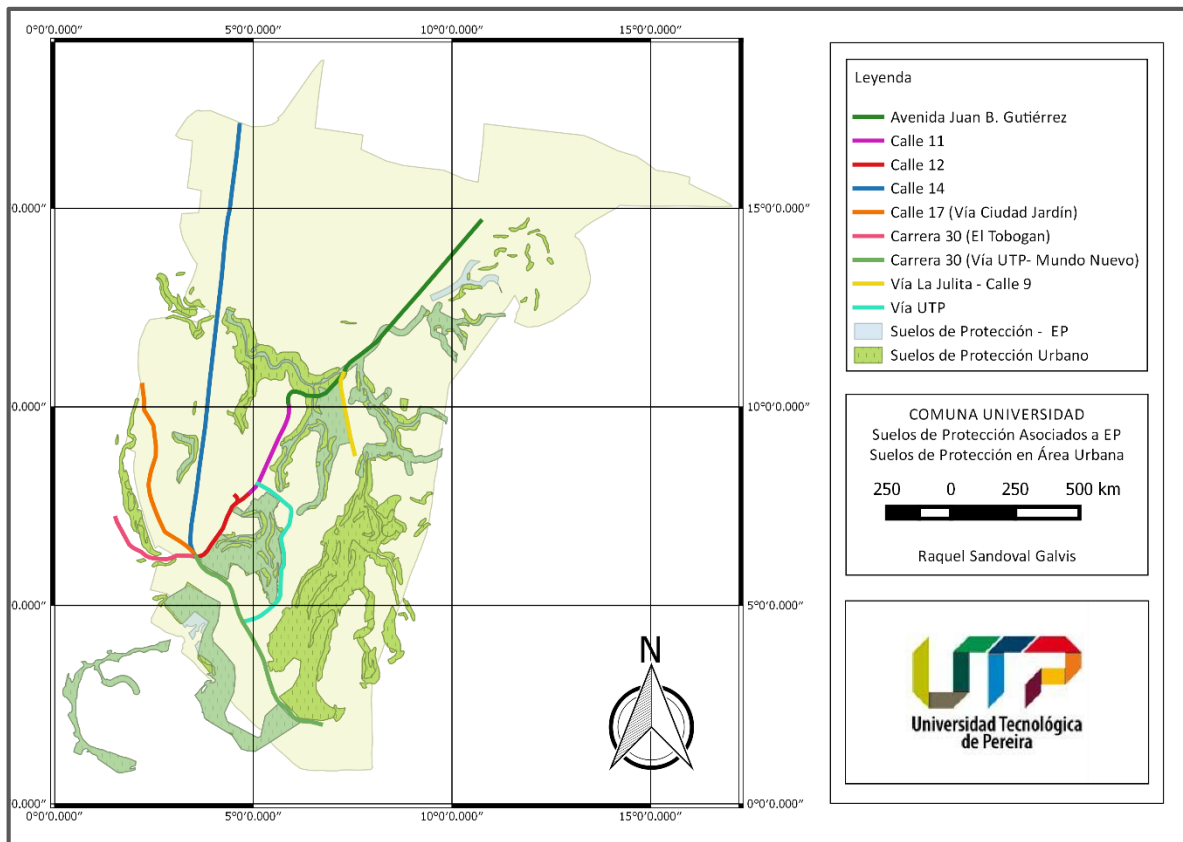 0°0'0.000" 5°0'0.000" 10°0'0.000" 15°0'0.000"
0.000" 15°0'0.000"
0.000" 10°0'0.000"
0.000" 5°0'0.000"
0.000" 0°0'0.000"
0°0'0.000" 5°0'0.000" 10°0'0.000" 15°0'0.000"
N
Leyenda
Avenida Juan B. Gutiérrez
Calle 11
Calle 12
Calle 14
Calle 17 (Vía Ciudad Jardín)
Carrera 30 (El Tobogan)
Carrera 30 (Vía UTP- Mundo Nuevo)
Vía La Julita - Calle 9
Vía UTP
Suelos de Protección - EP
Suelos de Protección Urbano
COMUNA UNIVERSIDAD
Suelos de Protección Asociados a EP
Suelos de Protección en Área Urbana
250 0 250 500 km
Raquel Sandoval Galvis
UTP
Universidad Tecnológica
de Pereira